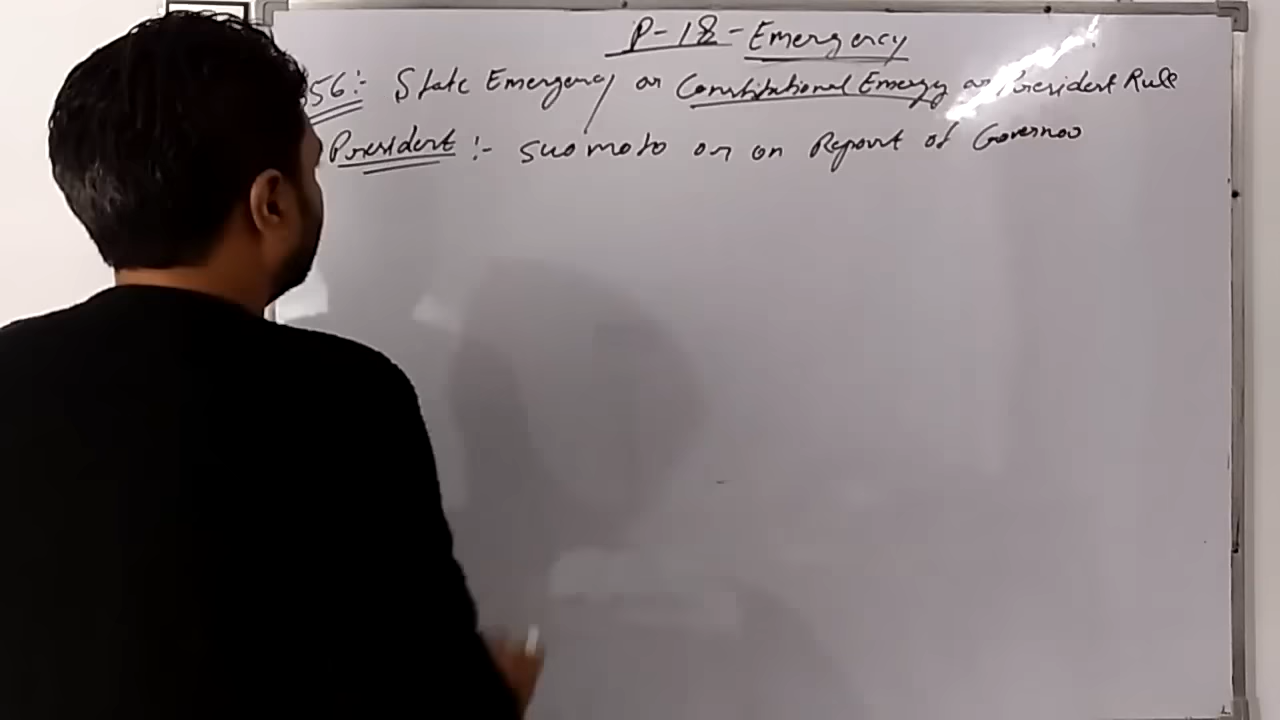 P-18-Emergency
356:- State Emergency or Constitutional Emergy or President Rule
President :- Suo moto or on Report of Governor